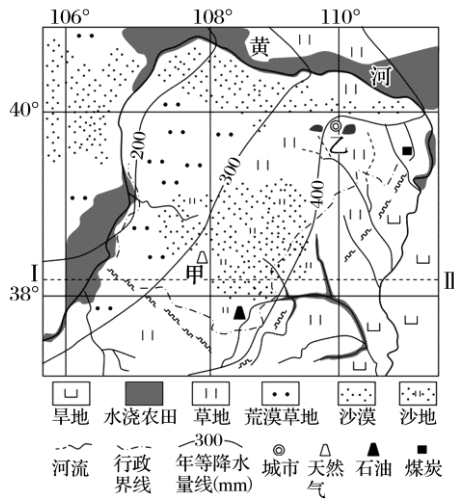 106° 108° 110°
黄
河
40°
乙
200
300
400
甲
Ⅰ Ⅱ
38°
旱地 水浇农田 草地 荒漠草地 沙漠 沙地
300
河流 行政界线 年等降水量线(mm) 城市 天然气 石油 煤炭